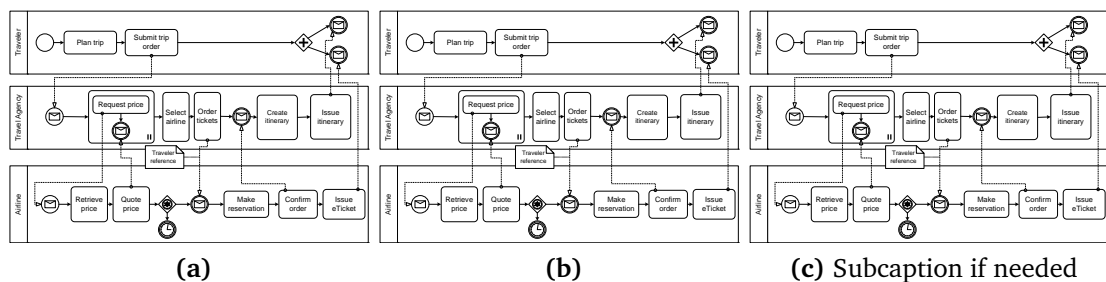 Traveler
Plan trip
Submit trip
order
Travel Agency
Request price
Select
airline
Order
tickets
Create
itinerary
Issue
itinerary
Traveler
reference
Airline
Retrieve
price
Quote
price
Make
reservation
Confirm
order
Issue
eTicket
(a)
Traveler
Plan trip
Submit trip
order
Travel Agency
Request price
Select
airline
Order
tickets
Create
itinerary
Issue
itinerary
Traveler
reference
Airline
Retrieve
price
Quote
price
Make
reservation
Confirm
order
Issue
eTicket
(b)
Traveler
Plan trip
Submit trip
order
Travel Agency
Request price
Select
airline
Order
tickets
Create
itinerary
Issue
itinerary
Traveler
reference
Airline
Retrieve
price
Quote
price
Make
reservation
Confirm
order
Issue
eTicket
(c) Subcaption if needed